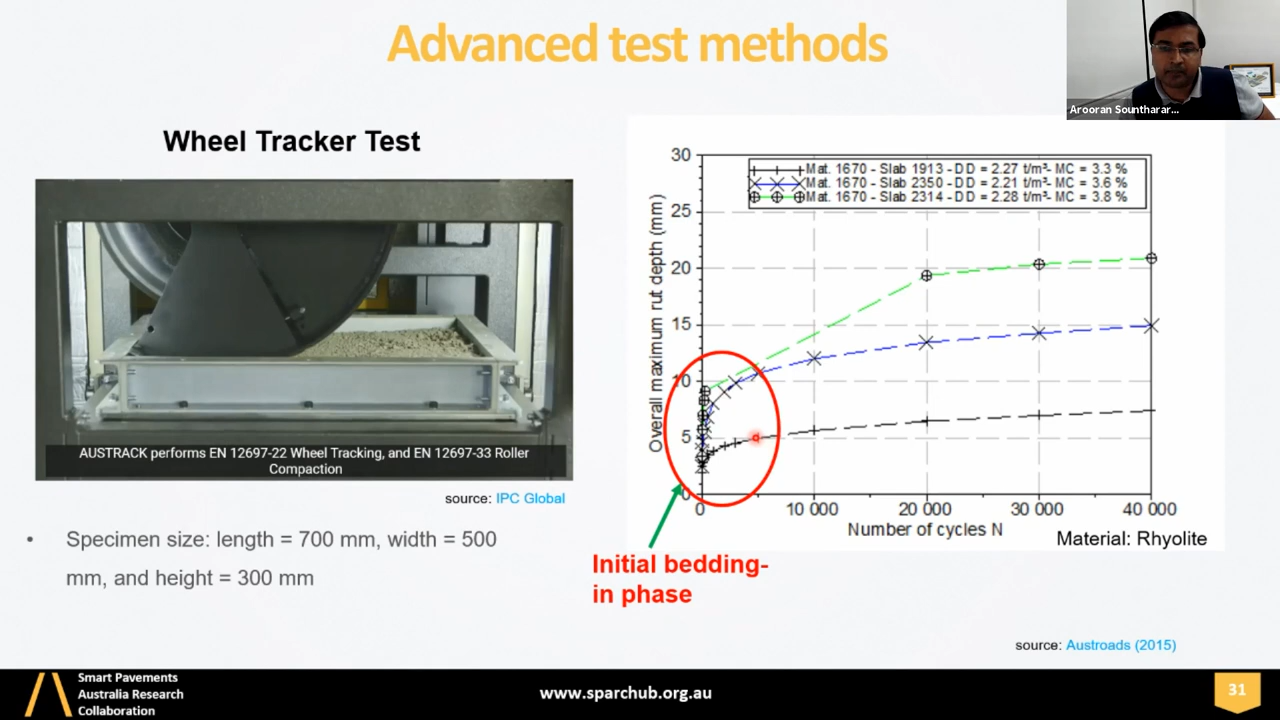 Advanced test methods
Arooran Sountharar...
Wheel Tracker Test
AUSTRACK performs EN 12697-22 Wheel Tracking, and EN 12697-33 Roller
Compaction
source: IPC Global
• Specimen size: length = 700 mm, width = 500
mm, and height = 300 mm
Mat. 1670 - Slab 1913 - DD = 2.27 t/m³- MC = 3.3 %
Mat. 1670 - Slab 2350 - DD = 2.21 t/m³- MC = 3.6 %
Mat. 1670 - Slab 2314 - DD = 2.28 t/m³- MC = 3.8 %
Overall maximum rut depth (mm)
30
25
20
15
10
5
0
0 10 000 20 000 30 000 40 000
Number of cycles N
Material: Rhyolite
Initial bedding-
in phase
source: Austroads (2015)
Smart Pavements
Australia Research
Collaboration
www.sparchub.org.au
31